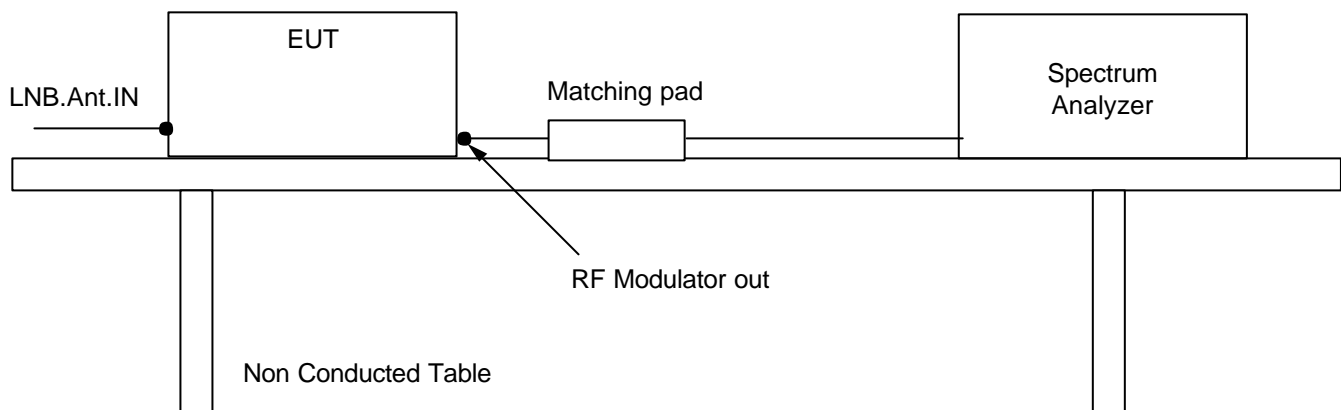 EUT
Spectrum
Analyzer
LNB.Ant.IN
Matching pad
RF Modulator out
Non Conducted Table